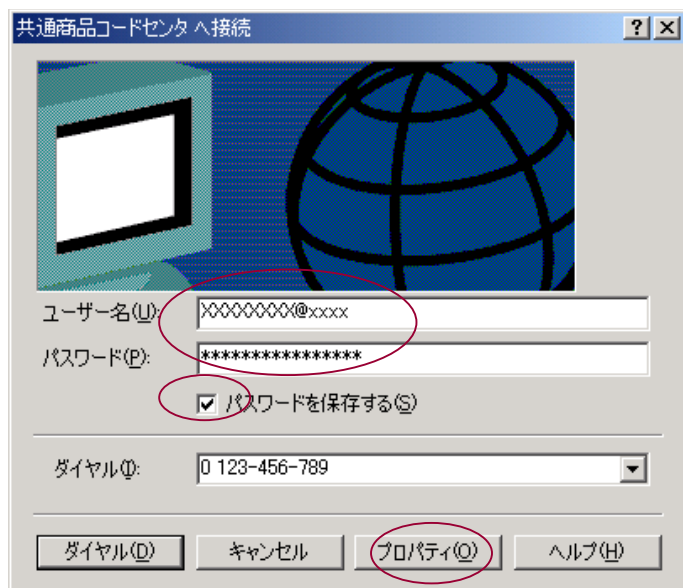 共通商品コードセンタ へ接続
ユーザー名(U): XXXXXXXX@xxxx
パスワード(P): ****************
パスワードを保存する(S)
ダイヤル(I): 0 123-456-789
ダイヤル(D) キャンセル プロパティ(O) ヘルプ(H)